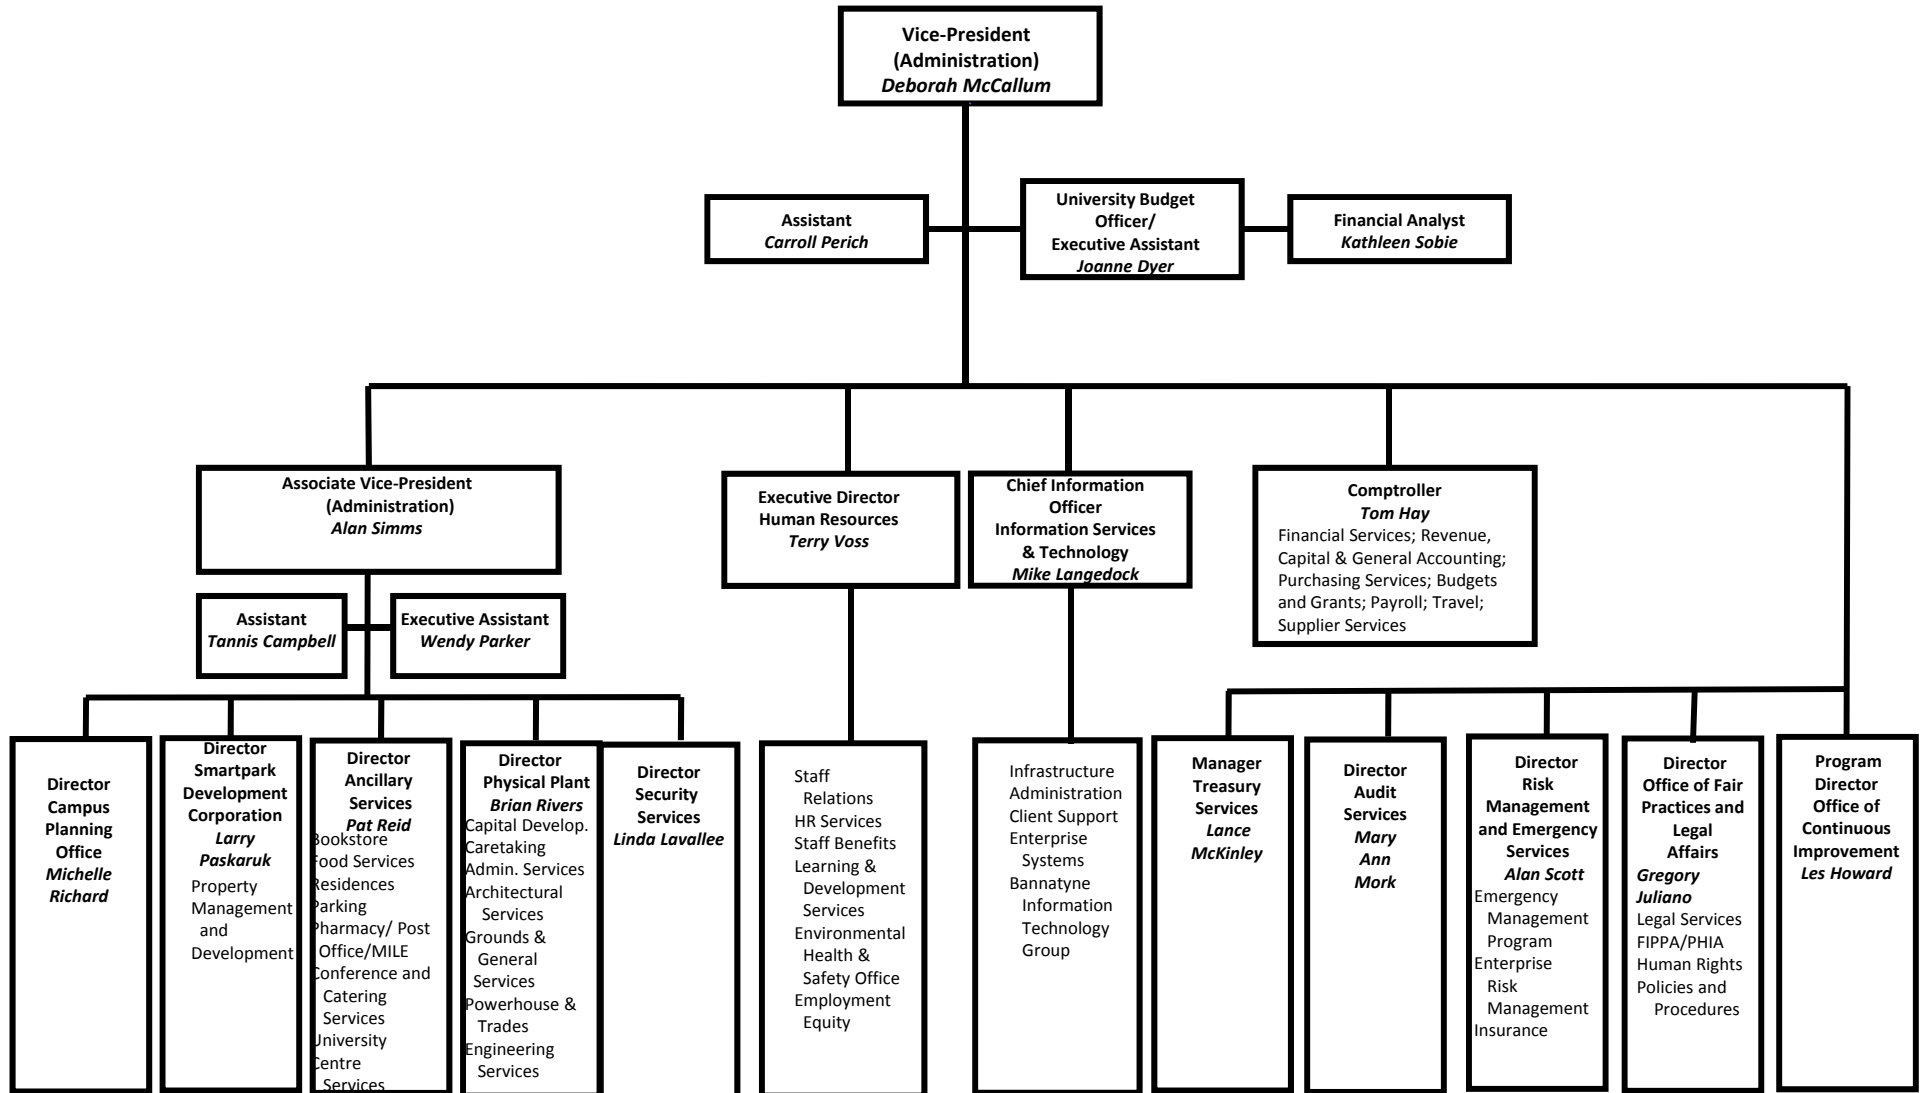 Vice-President
(Administration)
Deborah McCallum
Assistant
Carroll Perich
University Budget
Officer/
Executive Assistant
Joanne Dyer
Financial Analyst
Kathleen Sobie
Associate Vice-President
(Administration)
Alan Simms
Executive Director
Human Resources
Terry Voss
Chief Information
Officer
Information Services
& Technology
Mike Langedock
Comptroller
Tom Hay
Financial Services; Revenue,
Capital & General Accounting;
Purchasing Services; Budgets
and Grants; Payroll; Travel;
Supplier Services
Assistant
Tannis Campbell
Executive Assistant
Wendy Parker
Director
Campus
Planning
Office
Michelle
Richard
Director
Smartpark
Development
Corporation
Larry
Paskaruk
Property
Management
and
Development
Director
Ancillary
Services
Pat Reid
Bookstore
Food Services
Residences
Parking
Pharmacy/ Post
Office/MILE
Conference and
Catering
Services
University
Centre
Services
Director
Physical Plant
Brian Rivers
Capital Develop.
Caretaking
Admin. Services
Architectural
Services
Grounds &
General
Services
Powerhouse &
Trades
Engineering
Services
Director
Security
Services
Linda Lavallee
Staff
Relations
HR Services
Staff Benefits
Learning &
Development
Services
Environmental
Health &
Safety Office
Employment
Equity
Infrastructure
Administration
Client Support
Enterprise
Systems
Bannatyne
Information
Technology
Group
Manager
Treasury
Services
Lance
McKinley
Director
Audit
Services
Mary
Ann
Mork
Director
Risk
Management
and Emergency
Services
Alan Scott
Emergency
Management
Program
Enterprise
Risk
Management
Insurance
Director
Office of Fair
Practices and
Legal
Affairs
Gregory
Juliano
Legal Services
FIPPA/PHIA
Human Rights
Policies and
Procedures
Program
Director
Office of
Continuous
Improvement
Les Howard